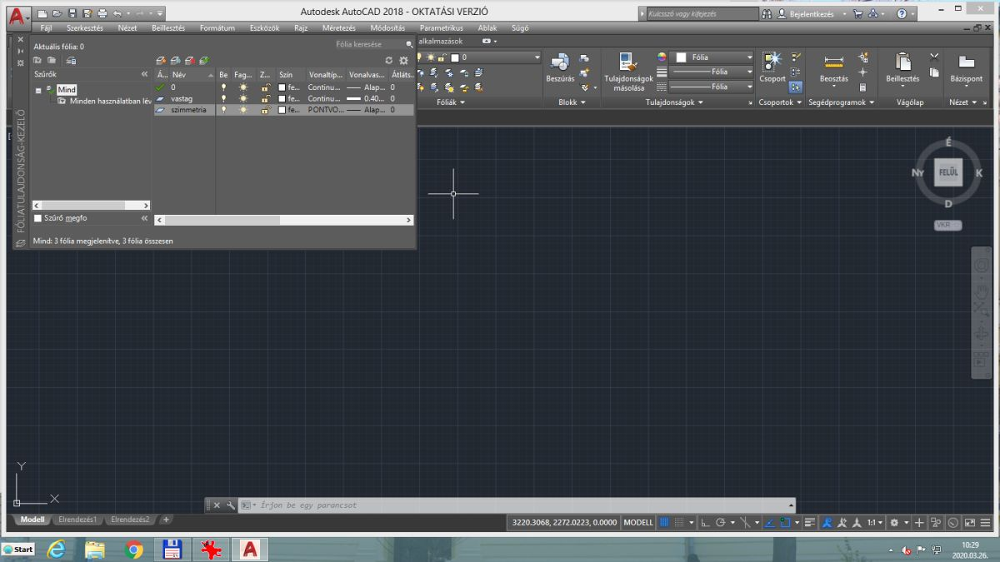 Autodesk AutoCAD 2018 - OKTATÁSI VERZIÓ
Kulcsszó vagy kifejezés
Bejelentkezés
Fájl Szerkesztés Nézet Beillesztés Formátum Eszközök Rajz Méretezés Módosítás Parametrikus Ablak Súgó
Aktuális fólia: 0
Fólia keresése
alkalmazások
Szűrők
Á... Név Be Fag... Z... Szín Vonaltíp... Vonalvas... Átláts...
Mind
Minden használatban lév
0 fe... Continu... Alap... 0
vastag fe... Continu... 0.40... 0
szimmetria fe... PONTVO... Alap... 0
FÓLIATULAJDONSÁG-KEZELŐ
Szűrő megfo
Mind: 3 fólia megjelenítve, 3 fólia összesen
0
Fóliák
Beszúrás
Blokk
Tulajdonságok másolása
Fólia
Fólia
Fólia
Tulajdonságok
Csoport
Csoportok
Beosztás
Segédprogramok
Beillesztés
Vágólap
Bázispont
Nézet
É
Ny FELÜL K
D
VKR
Y
X
Írjon be egy parancsot
Modell Elrendezés1 Elrendezés2 +
3220.3068, 2272.0223, 0.0000 MODELL 1:1
Start
10:29
2020.03.26.